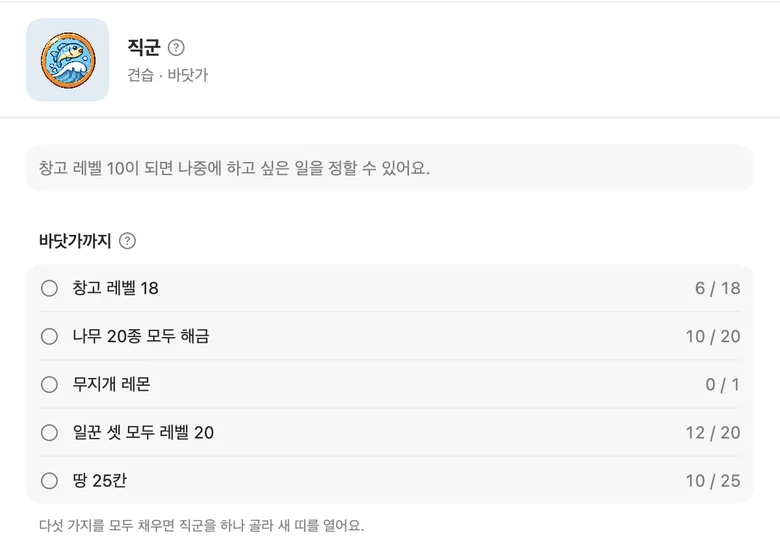 직군 ?
견습 · 바닷가
창고 레벨 10이 되면 나중에 하고 싶은 일을 정할 수 있어요.
바닷가까지 ?
창고 레벨 18 6 / 18
나무 20종 모두 해금 10 / 20
무지개 레몬 0 / 1
일꾼 셋 모두 레벨 20 12 / 20
땅 25칸 10 / 25
다섯 가지를 모두 채우면 직군을 하나 골라 새 띠를 열어요.